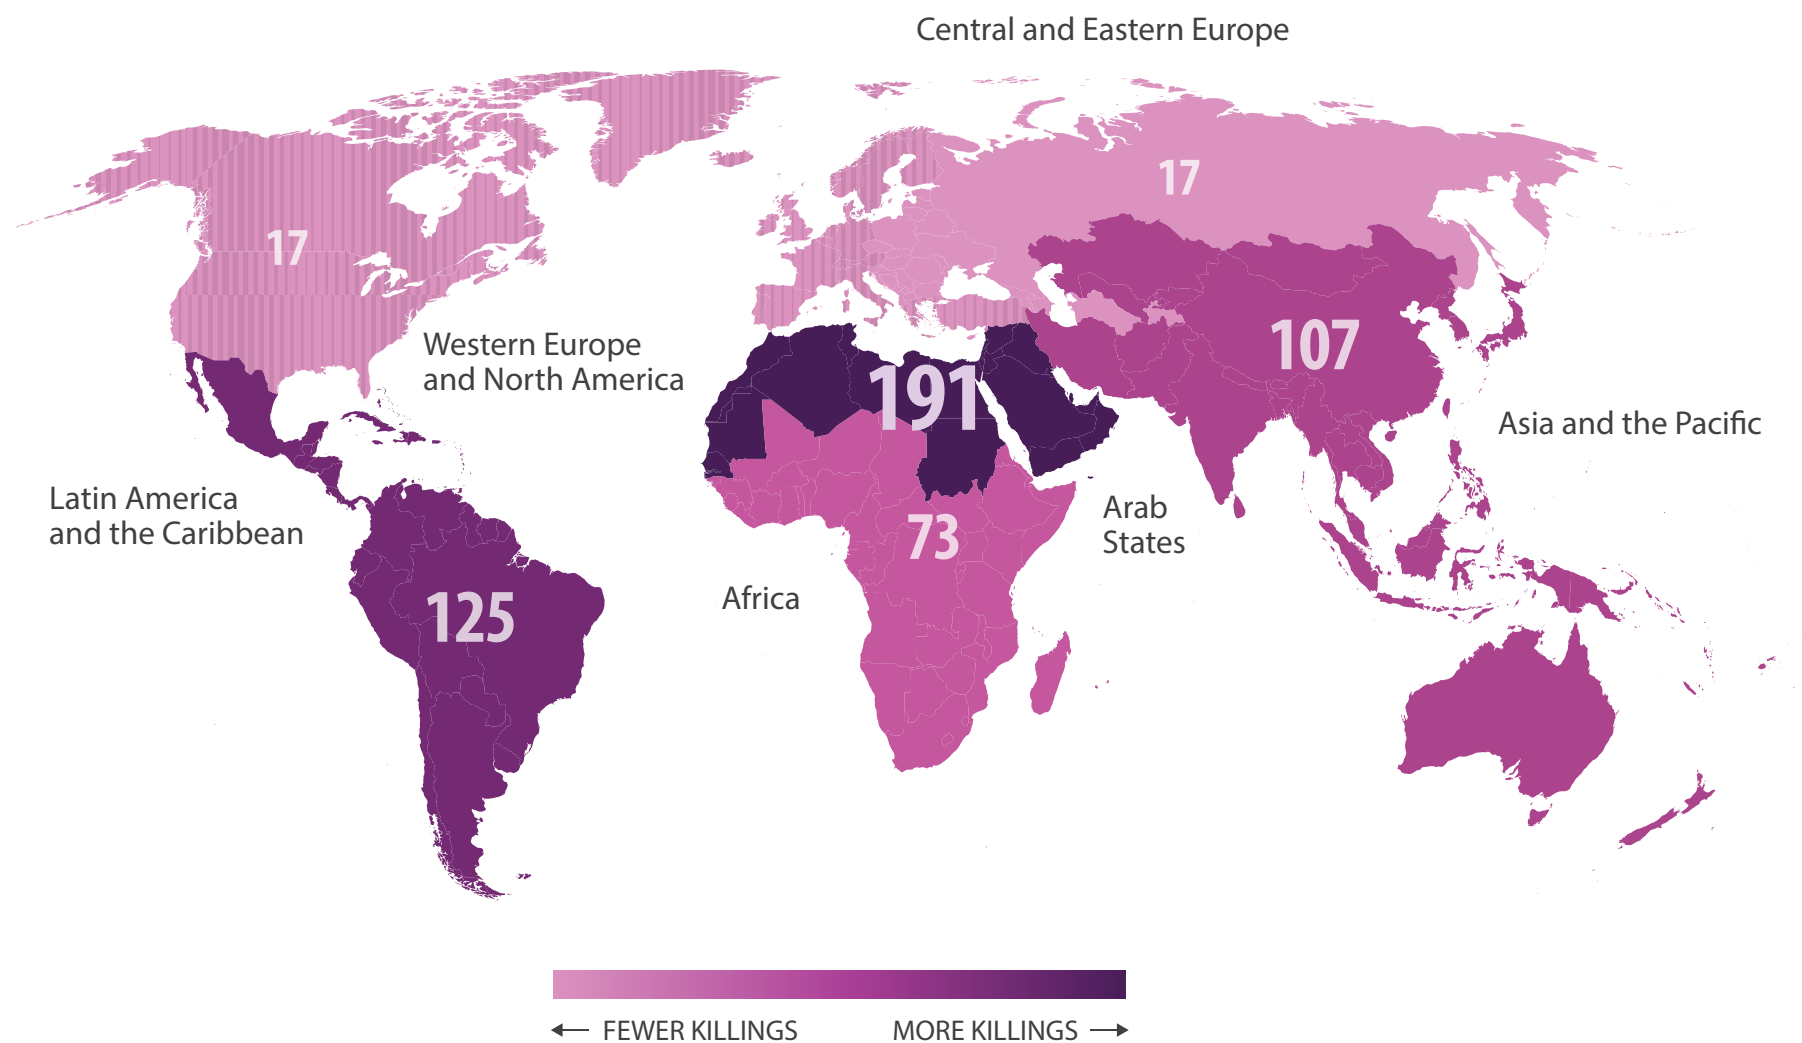 Central and Eastern Europe
17
17
Western Europe
and North America
107
191
Asia and the Pacific
Latin America
and the Caribbean
Arab
States
73
Africa
125
FEWER KILLINGS
MORE KILLINGS